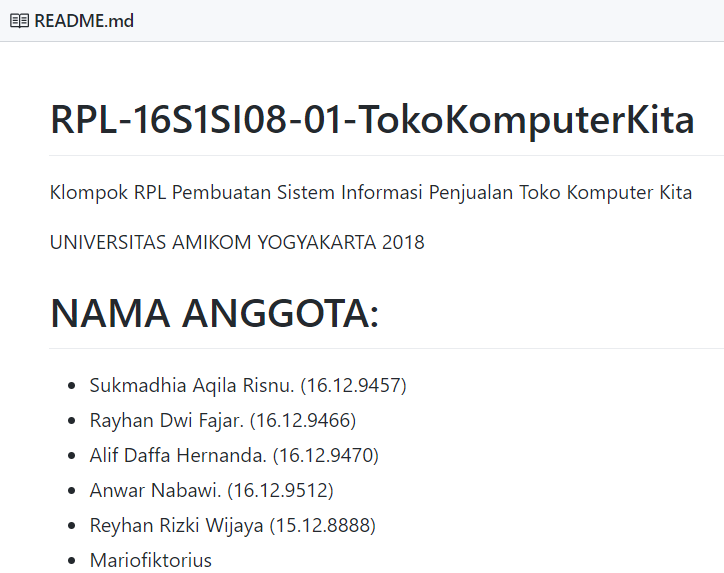 README.md
RPL-16S1SI08-01-TokoKomputerKita
Klompok RPL Pembuatan Sistem Informasi Penjualan Toko Komputer Kita
UNIVERSITAS AMIKOM YOGYAKARTA 2018
NAMA ANGGOTA:
• Sukmadhia Aqila Risnu. (16.12.9457)
• Rayhan Dwi Fajar. (16.12.9466)
• Alif Daffa Hernanda. (16.12.9470)
• Anwar Nabawi. (16.12.9512)
• Reyhan Rizki Wijaya (15.12.8888)
• Mariofiktorius